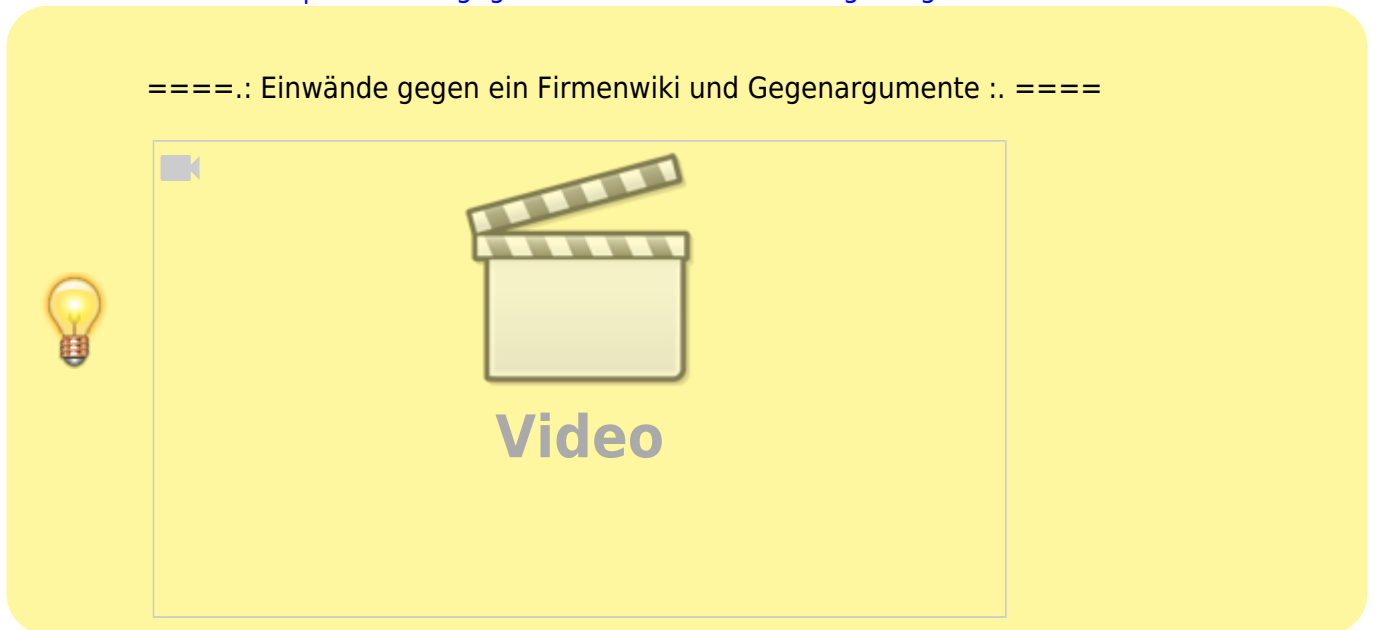 ====.: Einwände gegen ein Firmenwiki und Gegenargumente :. ====
Video